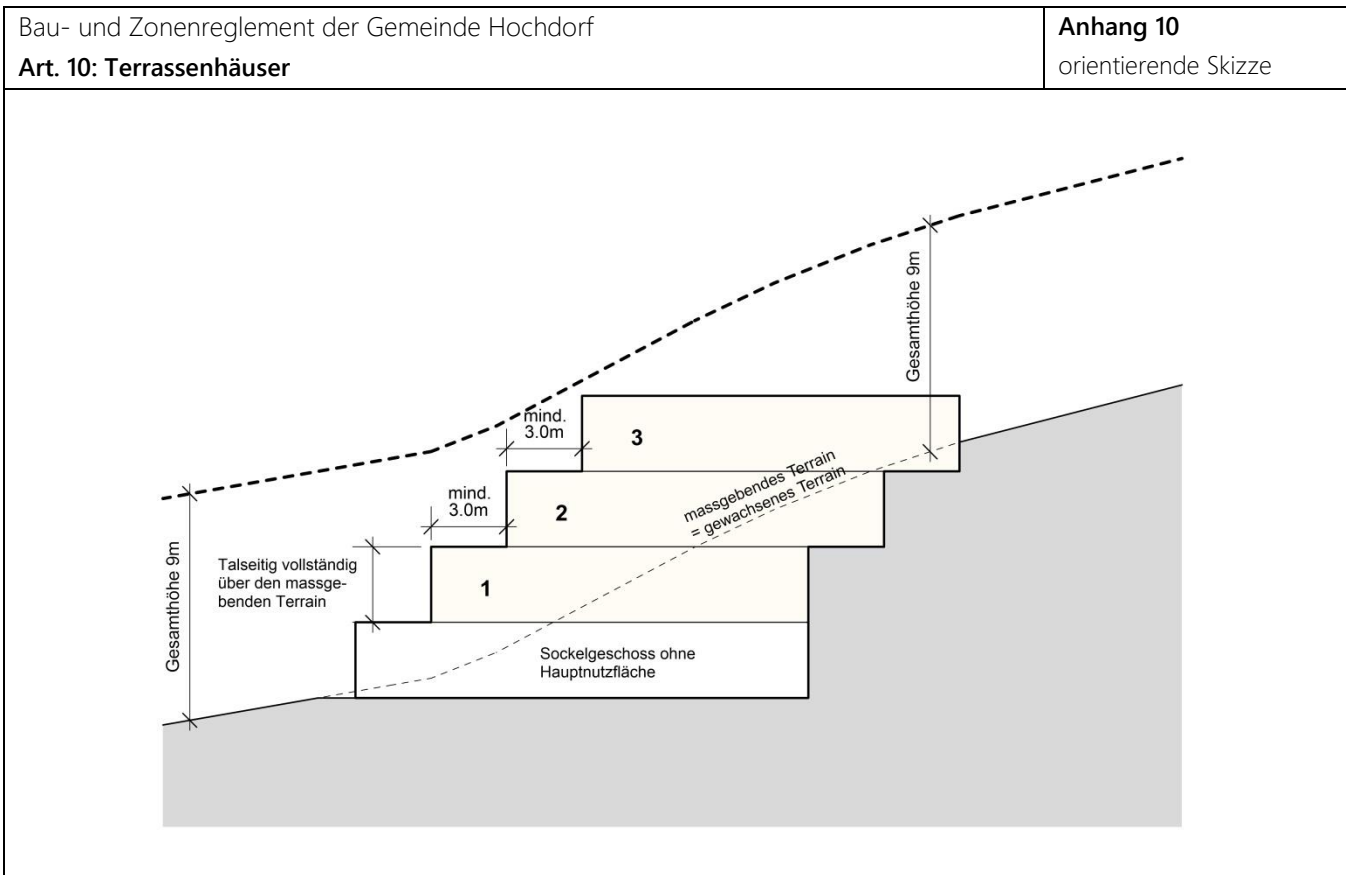 Bau- und Zonenreglement der Gemeinde Hochdorf
Art. 10: Terrassenhäuser
Anhang 10
orientierende Skizze
Gesamthöhe 9m
mind.
3.0m
3
massgebendes Terrain
= gewachsenes Terrain
mind.
3.0m
2
Talseitig vollständig
über den massge-
benden Terrain
1
Gesamthöhe 9m
Sockelgeschoss ohne
Hauptnutzfläche